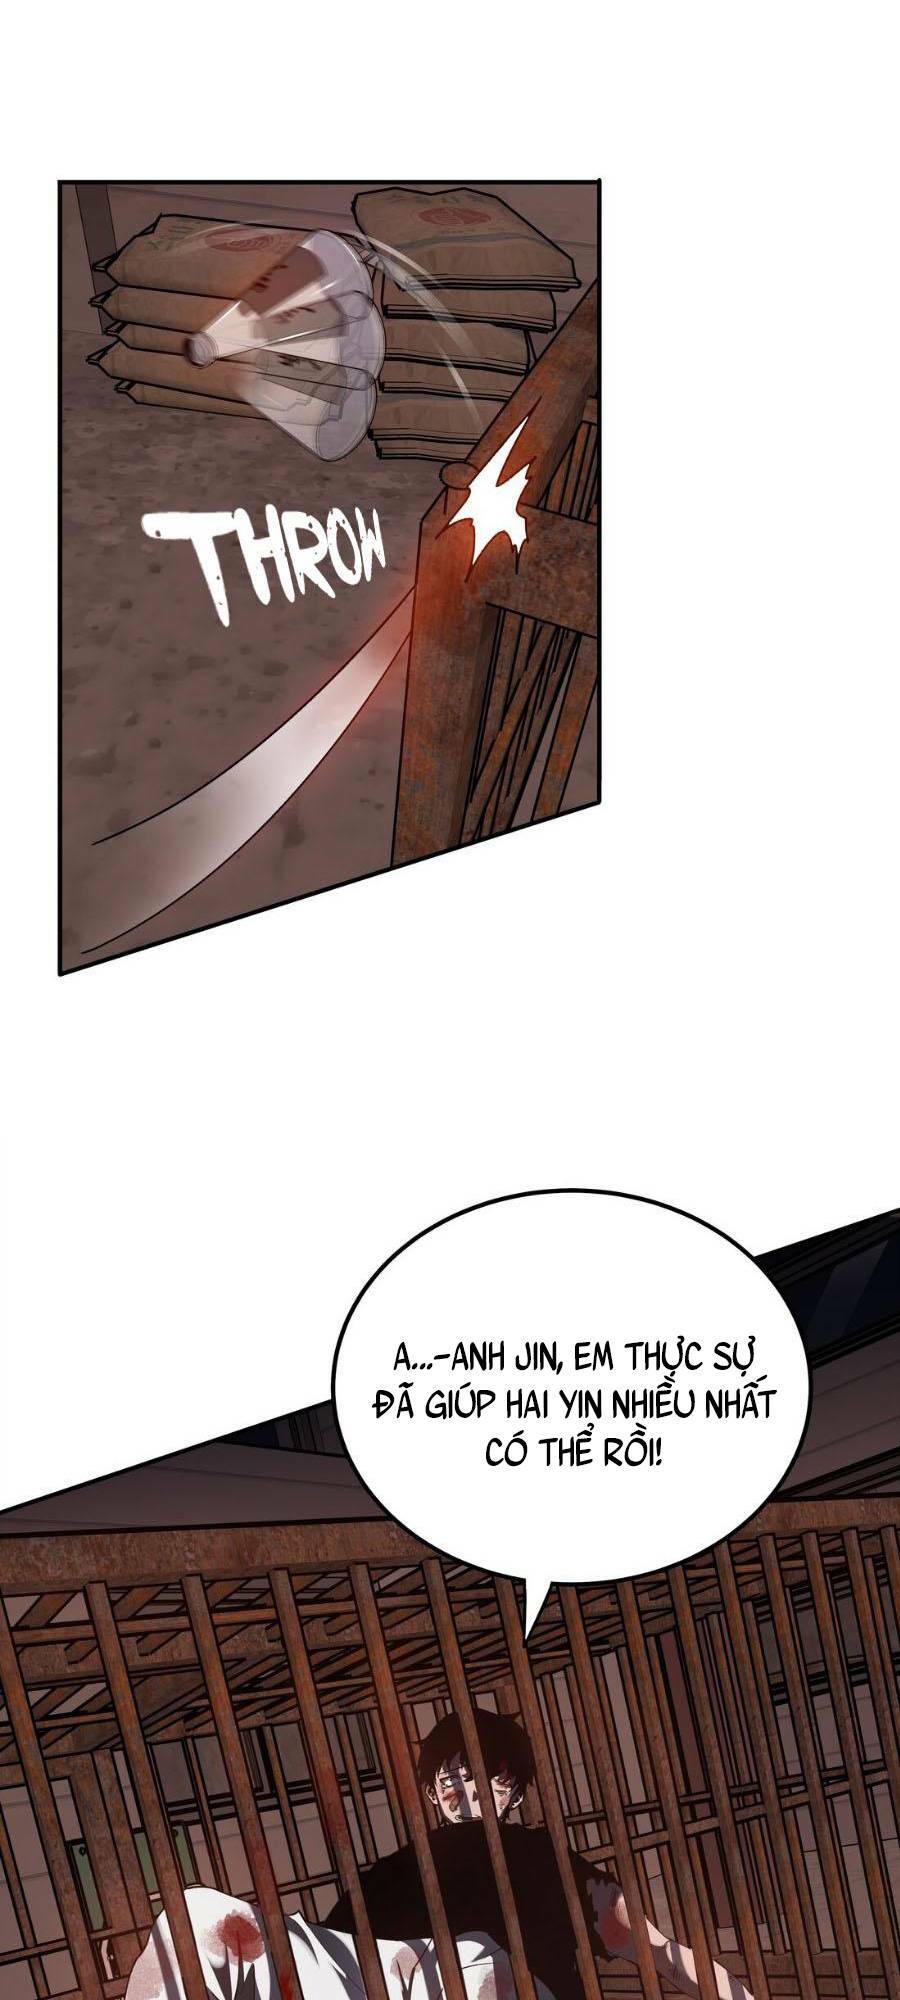 THROW
A...-ANH JIN, EM THỰC SỰ
ĐÃ GIÚP HAI YIN NHIỀU NHẤT
CÓ THỂ RỒI!